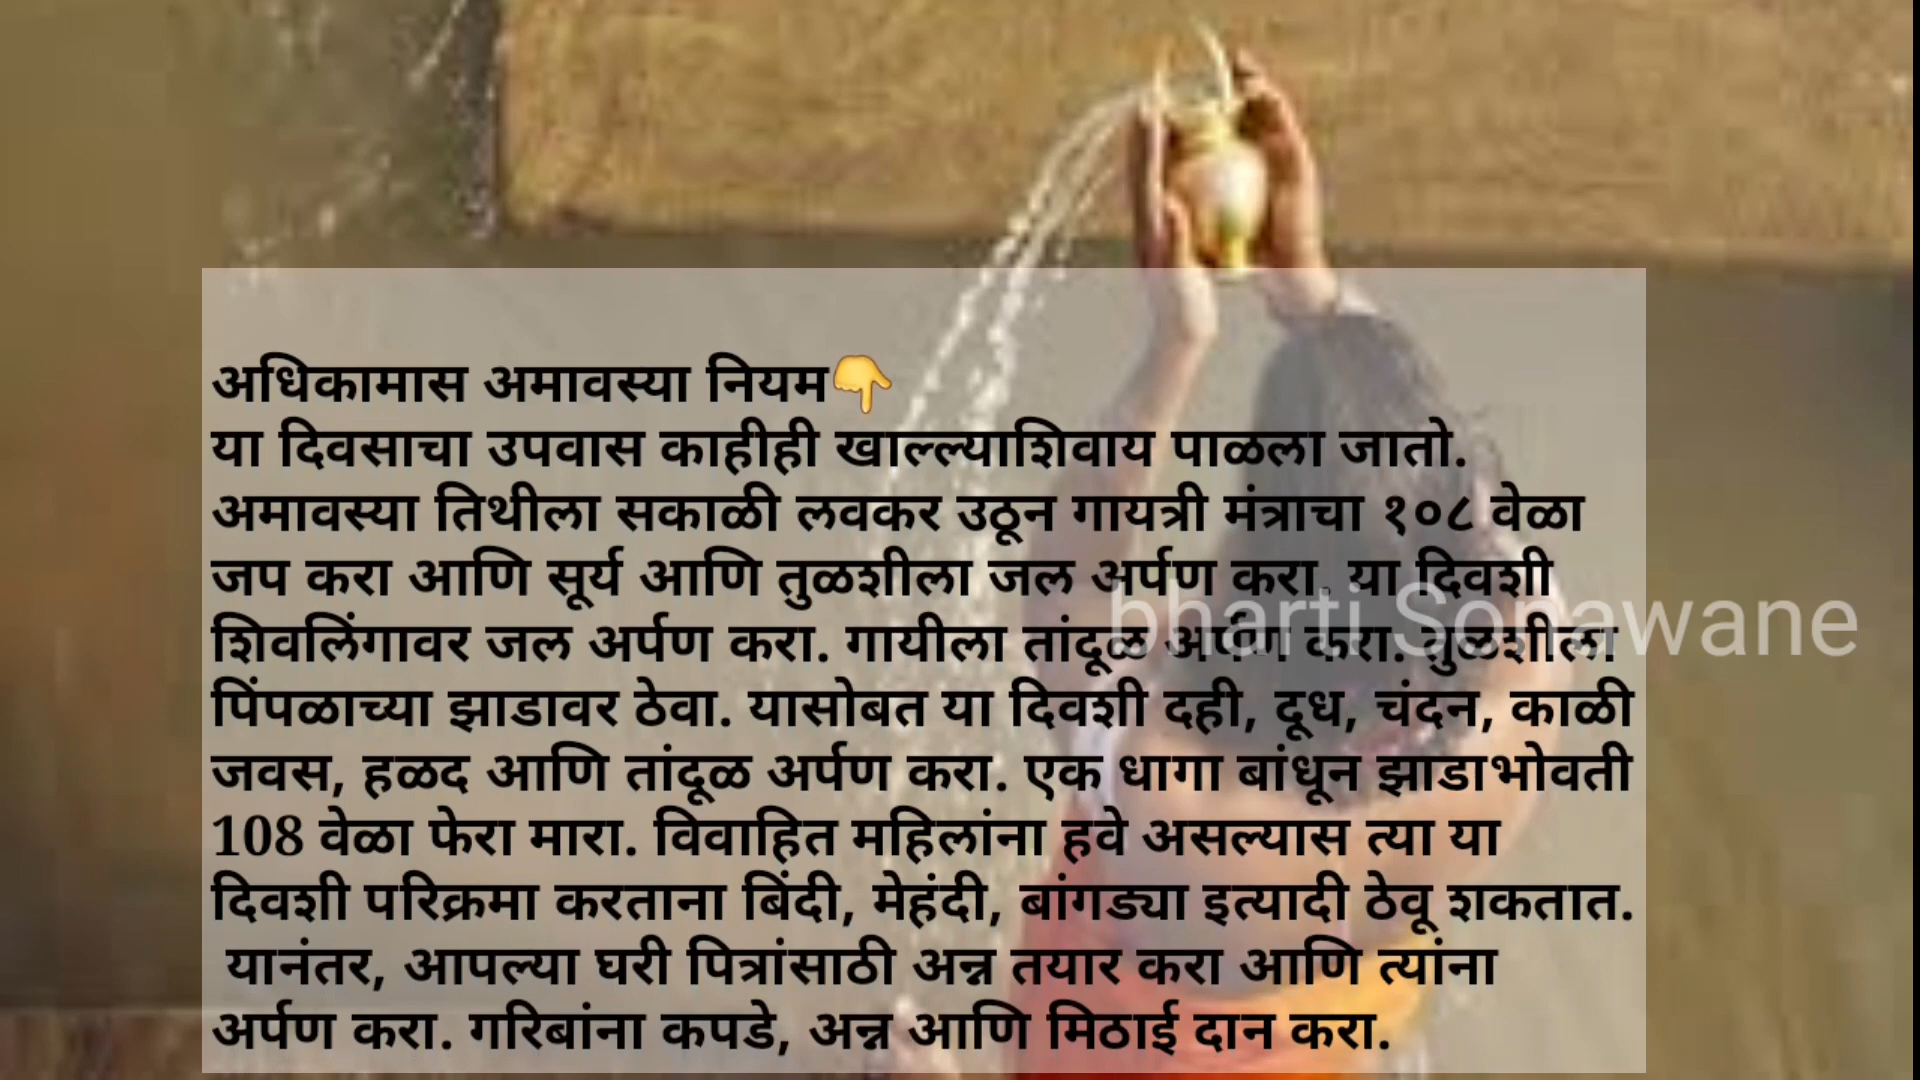 अधिकामास अमावस्या नियम👇
या दिवसाचा उपवास काहीही खाल्ल्याशिवाय पाळला जातो.
अमावस्या तिथीला सकाळी लवकर उठून गायत्री मंत्राचा १०८ वेळा
जप करा आणि सूर्य आणि तुळशीला जल अर्पण करा. या दिवशी
शिवलिंगावर जल अर्पण करा. गायीला तांदूळ अर्पण करा. तुळशीला
bharti Sonawane
पिंपळाच्या झाडावर ठेवा. यासोबत या दिवशी दही, दूध, चंदन, काळी
जवस, हळद आणि तांदूळ अर्पण करा. एक धागा बांधून झाडाभोवती
108 वेळा फेरा मारा. विवाहित महिलांना हवे असल्यास त्या या
दिवशी परिक्रमा करताना बिंदी, मेहंदी, बांगड्या इत्यादी ठेवू शकतात.
यानंतर, आपल्या घरी पित्रांसाठी अन्न तयार करा आणि त्यांना
अर्पण करा. गरिबांना कपडे, अन्न आणि मिठाई दान करा.